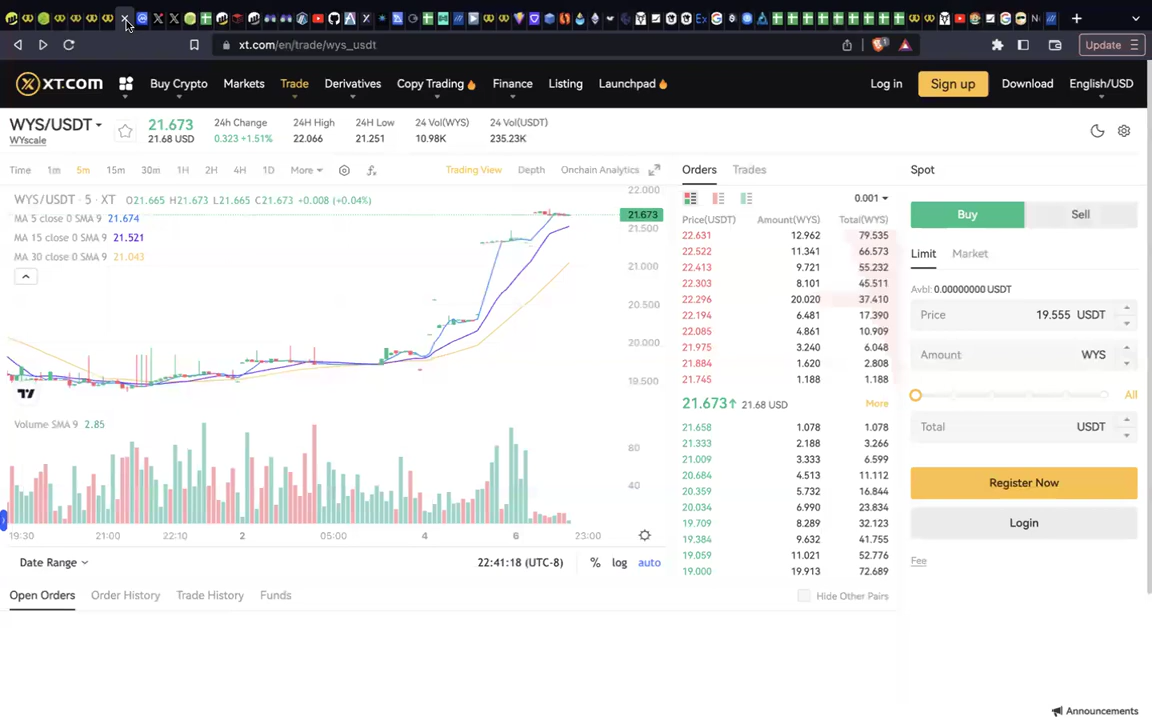 xt.com/en/trade/wys_usdt
Update
XT.COM
Buy Crypto
Markets
Trade
Derivatives
Copy Trading
Finance
Listing
Launchpad
Log in
Sign up
Download
English/USD
WYS/USDT
WYscale
21.673
21.68 USD
24h Change
0.323 +1.51%
24H High
22.066
24H Low
21.251
24 Vol(WYS)
10.98K
24 Vol(USDT)
235.23K
Time 1m 5m 15m 30m 1H 2H 4H 1D More
Trading View Depth Onchain Analytics
WYS/USDT · 5 · XT O21.665 H21.673 L21.665 C21.673 +0.008 (+0.04%)
MA 5 close 0 SMA 9 21.674
MA 15 close 0 SMA 9 21.521
MA 30 close 0 SMA 9 21.043
22.000
21.673
21.500
21.000
20.500
20.000
19.500
Volume SMA 9 2.85
80
40
19:30 21:00 22:10 2 05:00 4 6 23:00
Date Range
22:41:18 (UTC-8)
% log auto
Orders Trades
0.001
Price(USDT) Amount(WYS) Total(WYS)
22.631 12.962 79.535
22.522 11.341 66.573
22.413 9.721 55.232
22.303 8.101 45.511
22.296 20.020 37.410
22.194 6.481 17.390
22.085 4.861 10.909
21.975 3.240 6.048
21.884 1.620 2.808
21.745 1.188 1.188
21.673↑ 21.68 USD More
21.658 1.078 1.078
21.333 2.188 3.266
21.009 3.333 6.599
20.684 4.513 11.112
20.359 5.732 16.844
20.034 6.990 23.834
19.709 8.289 32.123
19.384 9.632 41.755
19.059 11.021 52.776
19.000 19.913 72.689
Spot
Buy Sell
Limit Market
Avbl: 0.00000000 USDT
Price 19.555 USDT
Amount WYS
All
Total USDT
Register Now
Login
Fee
Open Orders Order History Trade History Funds
Hide Other Pairs
Announcements